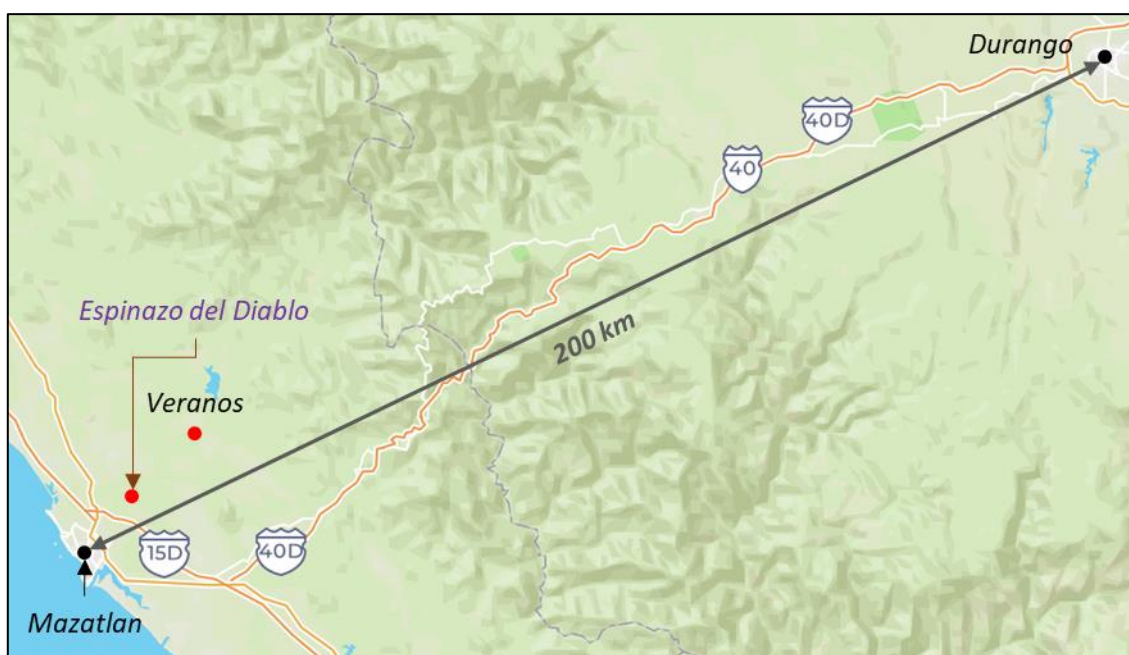 Durango
40D
40
200 km
Espinazo del Diablo
Veranos
15D
40D
Mazatlan